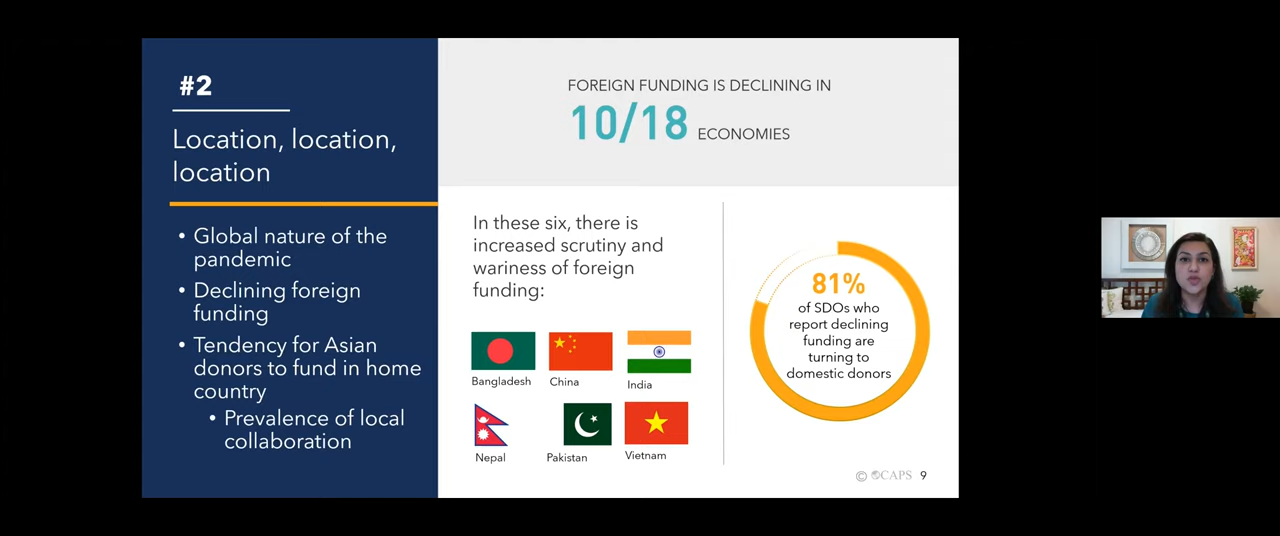 #2
Location, location,
location
• Global nature of the
pandemic
• Declining foreign
funding
• Tendency for Asian
donors to fund in home
country
• Prevalence of local
collaboration
FOREIGN FUNDING IS DECLINING IN
10/18 ECONOMIES
In these six, there is
increased scrutiny and
wariness of foreign
funding:
Bangladesh China India
Nepal Pakistan Vietnam
81%
of SDOs who
report declining
funding are
turning to
domestic donors
© CAPS 9